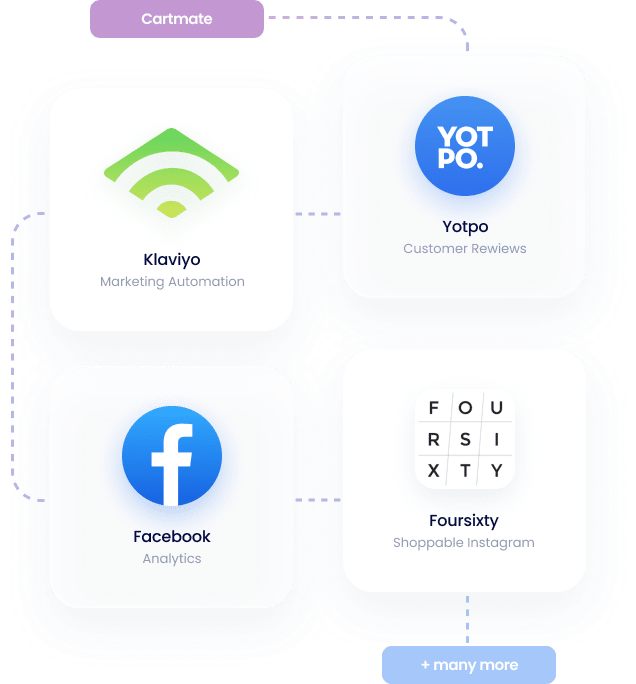 Cartmate
YOT
PO.
Yotpo
Customer Rewiews
Klaviyo
Marketing Automation
Facebook
Analytics
F O U
R S I
X T Y
Foursixty
Shoppable Instagram
+ many more